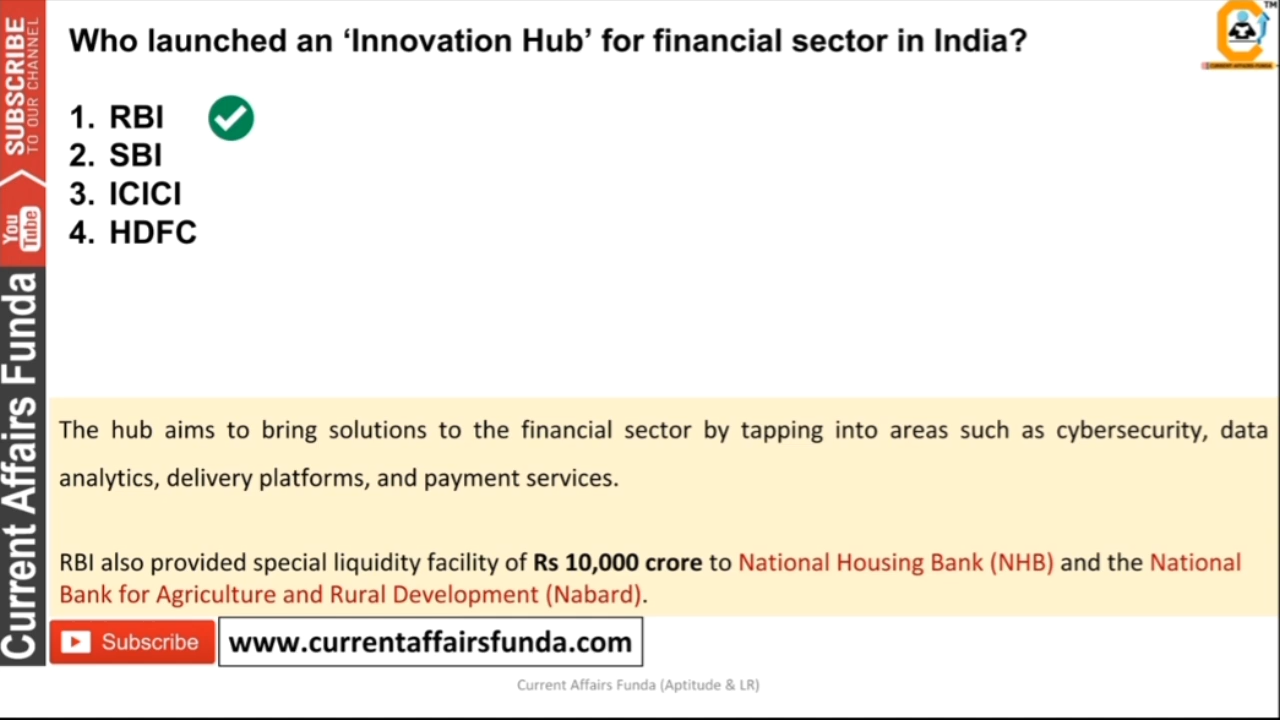 Who launched an ‘Innovation Hub’ for financial sector in India?
TM
CURRENT AFFAIRS FUNDA
1. RBI
2. SBI
3. ICICI
4. HDFC
The hub aims to bring solutions to the financial sector by tapping into areas such as cybersecurity, data
analytics, delivery platforms, and payment services.
RBI also provided special liquidity facility of Rs 10,000 crore to National Housing Bank (NHB) and the National
Bank for Agriculture and Rural Development (Nabard).
SUBSCRIBE
TO OUR CHANNEL
You
Tube
Current Affairs Funda
Subscribe
www.currentaffairsfunda.com
Current Affairs Funda (Aptitude & LR)